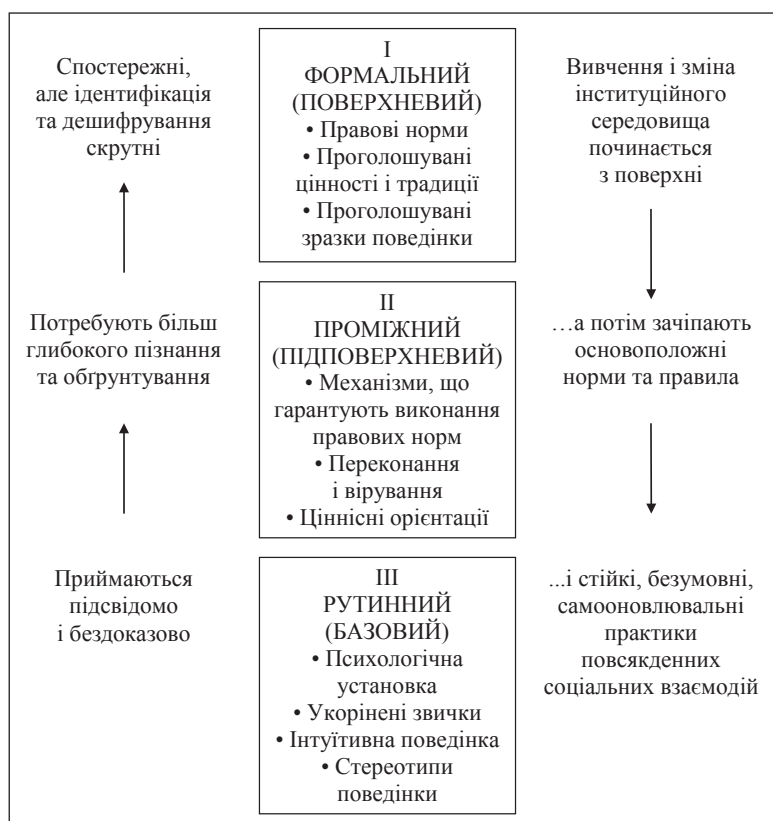 Спостережні,
але ідентифікація
та дешифрування
скрутні
I
ФОРМАЛЬНИЙ
(ПОВЕРХНЕВИЙ)
• Правові норми
• Проголошувані
цінності і традиції
• Проголошувані
зразки поведінки
Вивчення і зміна
інституційного
середовища
починається
з поверхні
Потребують більш
глибокого пізнання
та обґрунтування
II
ПРОМІЖНИЙ
(ПІДПОВЕРХНЕВИЙ)
• Механізми, що
гарантують виконання
правових норм
• Переконання
і вірування
• Ціннісні орієнтації
…а потім зачіпають
основоположні
норми та правила
Приймаються
підсвідомо
і бездоказово
III
РУТИННИЙ
(БАЗОВИЙ)
• Психологічна
установка
• Укорінені звички
• Інтуїтивна поведінка
• Стереотипи
поведінки
...і стійкі, безумовні,
самооновлювальні
практики
повсякденних
соціальних взаємодій